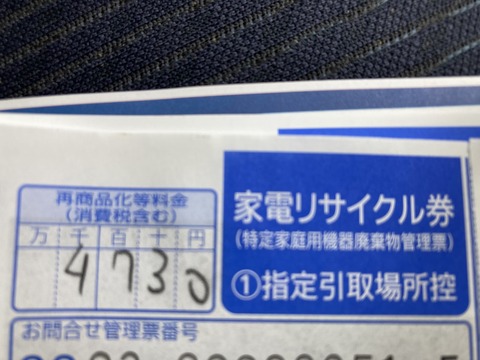 再商品化等料金
(消費税含む)
万 千 百 十 円
4730
家電リサイクル券
(特定家庭用機器廃棄物管理票)
①指定引取場所控
お問合せ管理票番号